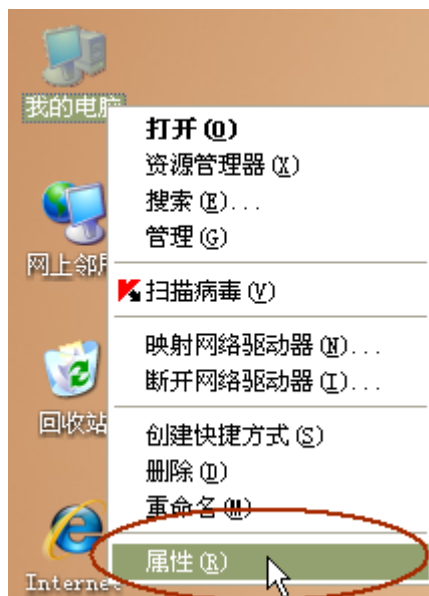 我的电脑
打开(O)
资源管理器(X)
搜索(E)...
管理(G)
网上邻居
扫描病毒(V)
映射网络驱动器(N)...
断开网络驱动器(I)...
回收站
创建快捷方式(S)
删除(D)
重命名(M)
属性(R)
Internet